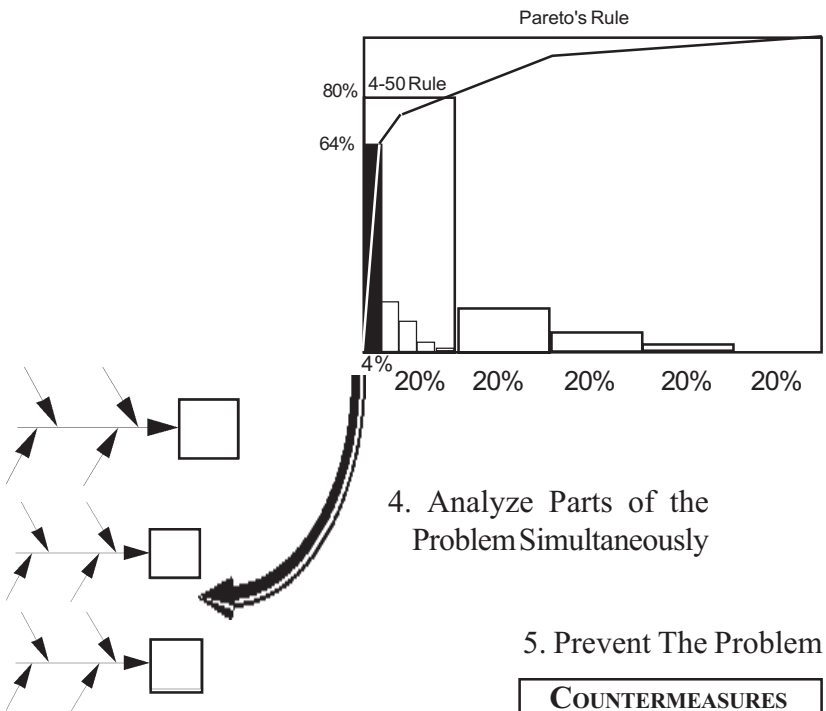 Pareto's Rule
80%
4-50 Rule
64%
4%
20% 20% 20% 20% 20%
4. Analyze Parts of the
Problem Simultaneously
5. Prevent The Problem
COUNTERMEASURES